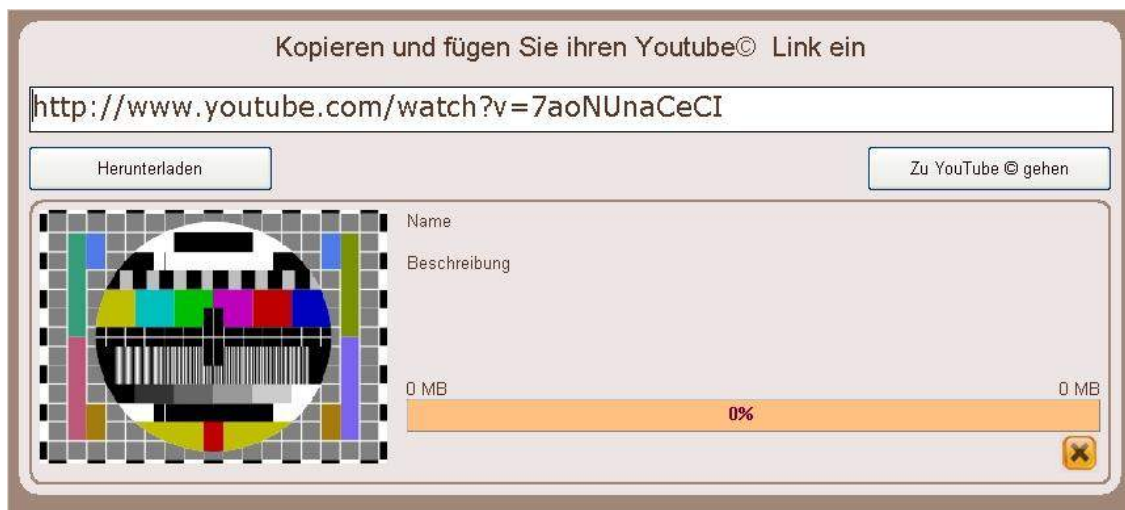 Kopieren und fügen Sie ihren Youtube© Link ein
http://www.youtube.com/watch?v=7aoNUnaCeCI
Herunterladen
Zu YouTube © gehen
Name
Beschreibung
0 MB
0 MB
0%